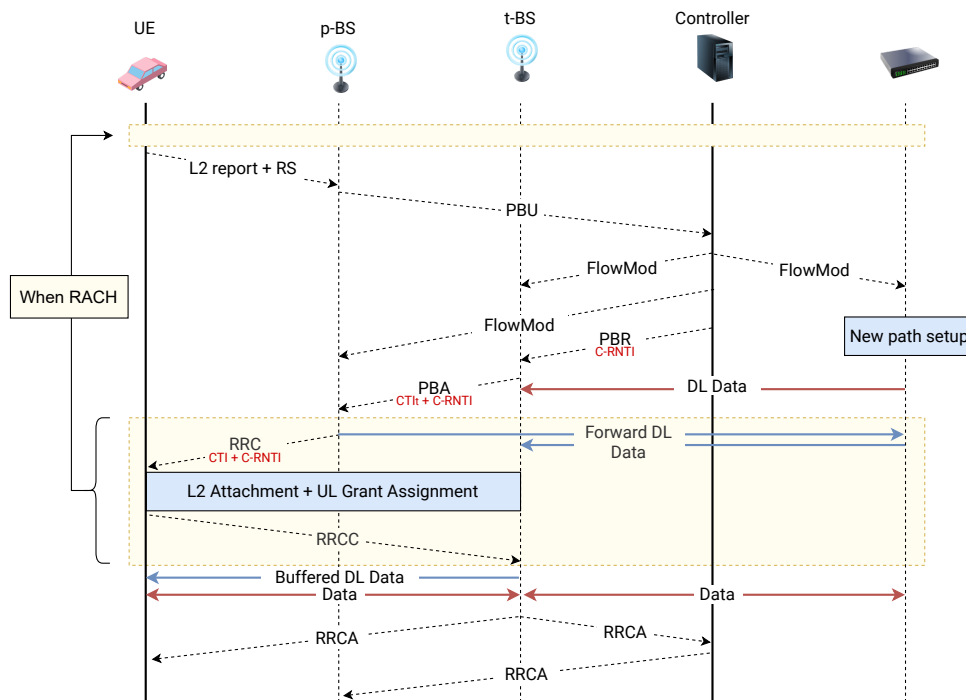 UE
p-BS
t-BS
Controller
L2 report + RS
PBU
FlowMod
FlowMod
When RACH
FlowMod
PBR
C-RNTI
New path setup
PBA
CTIt + C-RNTI
DL Data
RRC
CTI + C-RNTI
Forward DL
Data
L2 Attachment + UL Grant Assignment
RRCC
Buffered DL Data
Data
Data
RRCA
RRCA
RRCA